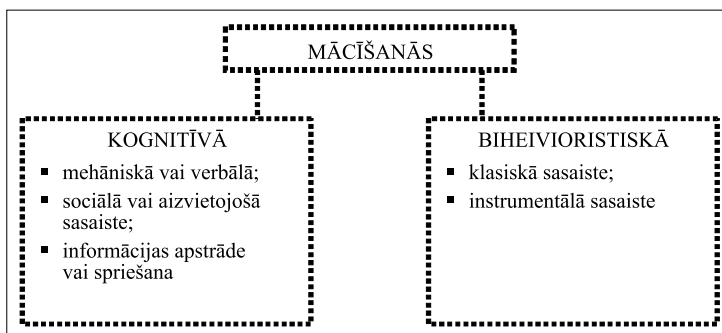 MĀCĪŠANĀS
KOGNITĪVĀ
▪ mehāniskā vai verbālā;
▪ sociālā vai aizvietojošā
sasaiste;
▪ informācijas apstrāde
vai spriešana
BIHEIVIORISTISKĀ
▪ klasiskā sasaiste;
▪ instrumentālā sasaiste